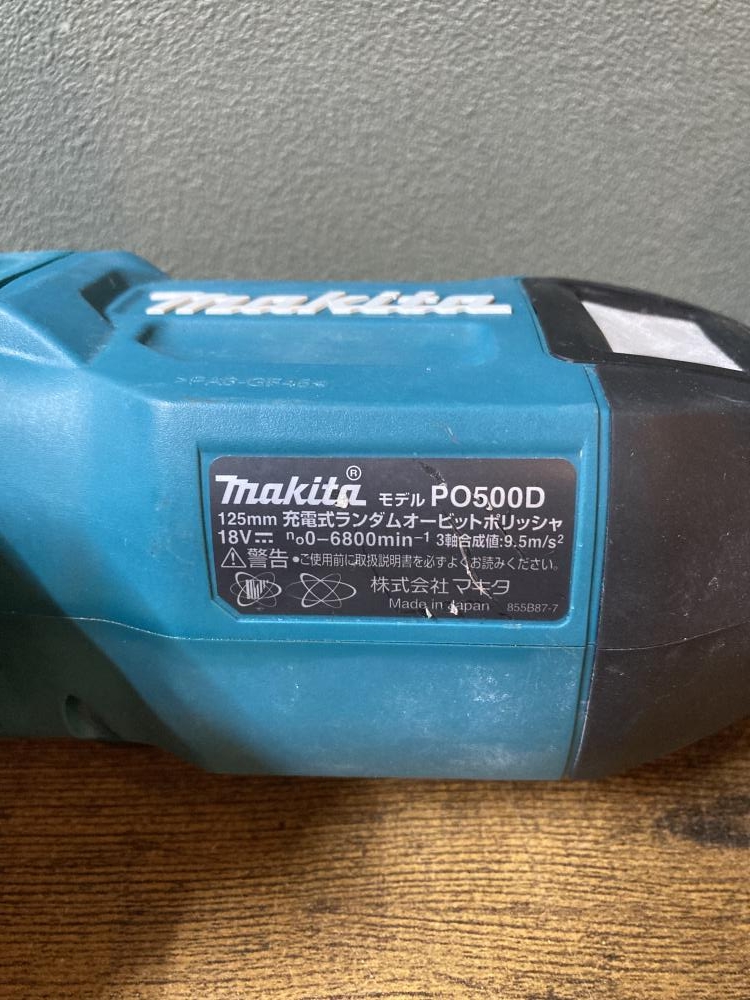 makita
>PA6-GF46<
makita® モデル PO500D
125mm 充電式ランダムオービットポリッシャ
18V⎓ n₀0-6800min⁻¹ 3軸合成値:9.5m/s²
⚠警告 •ご使用前に取扱説明書を必ずよくお読みください。
株式会社 マキタ
Made in Japan 855B87-7